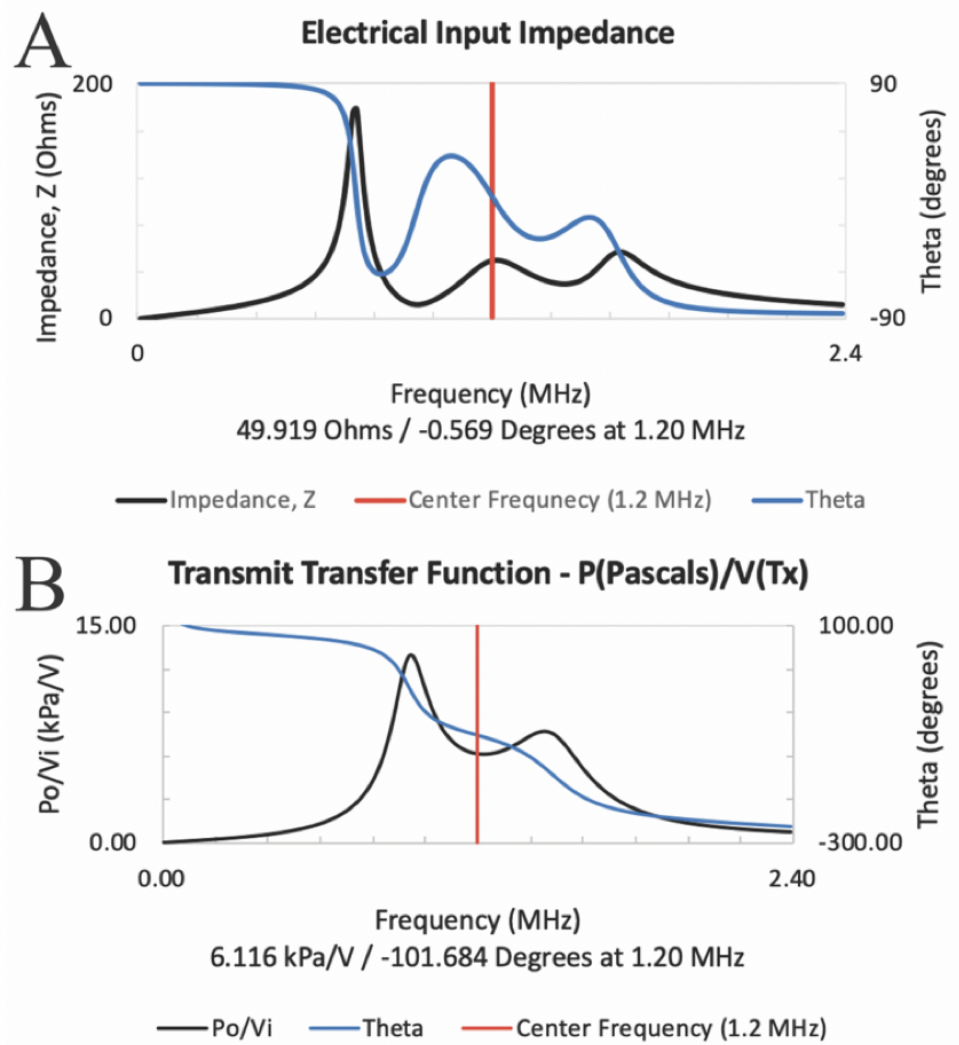 A
Electrical Input Impedance
200
90
Impedance, Z (Ohms)
Theta (degrees)
0
-90
0
2.4
Frequency (MHz)
49.919 Ohms / -0.569 Degrees at 1.20 MHz
Impedance, Z
Center Frequnecy (1.2 MHz)
Theta
B
Transmit Transfer Function - P(Pascals)/V(Tx)
15.00
100.00
Po/Vi (kPa/V)
Theta (degrees)
0.00
-300.00
0.00
2.40
Frequency (MHz)
6.116 kPa/V / -101.684 Degrees at 1.20 MHz
Po/Vi
Theta
Center Frequency (1.2 MHz)